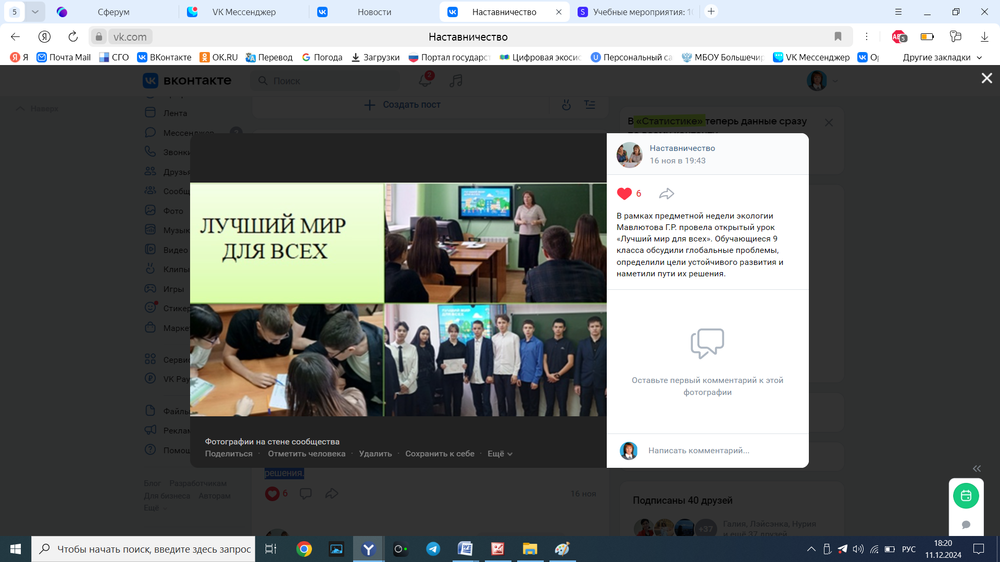 5
Сферум
VK Мессенджер
Новости
Наставничество
Учебные мероприятия: 10
vk.com
Наставничество
5
Я
Почта Mail
СГО
ВКонтакте
OK.RU
Перевод
Погода
Загрузки
Портал государст
Цифровая экосис
Персональный са
МБОУ Большечир
VK Мессенджер
Ор
Другие закладки
вконтакте
Поиск
2
Наверх
Создать пост
В «Статистике» теперь данные сразу
Лента
Мессенджер
Звонки
Друзья
Сообщ
Фото
Музык
Видео
Клипы
Игры
Стикер
Марке
Сервис
VK Pay
Файлы
Реклам
Помощ
Блог Разработчикам
Для бизнеса Авторам
Ещё
ЛУЧШИЙ МИР
ДЛЯ ВСЕХ
ЛУЧШИЙ МИР
ДЛЯ ВСЕХ
Фотографии на стене сообщества
Поделиться · Отметить человека · Удалить · Сохранить к себе · Ещё
Наставничество
16 ноя в 19:43
6
В рамках предметной недели экологии
Мавлютова Г.Р. провела открытый урок
«Лучший мир для всех». Обучающиеся 9
класса обсудили глобальные проблемы,
определили цели устойчивого развития и
наметили пути их решения.
Оставьте первый комментарий к этой
фотографии
Написать комментарий...
решения.
6
16 ноя
Подписаны 40 друзей
+37
Галия, Лэйсэнка, Нурия
и ещё 37 друзей
Чтобы начать поиск, введите здесь запрос
РУС
18:20
11.12.2024